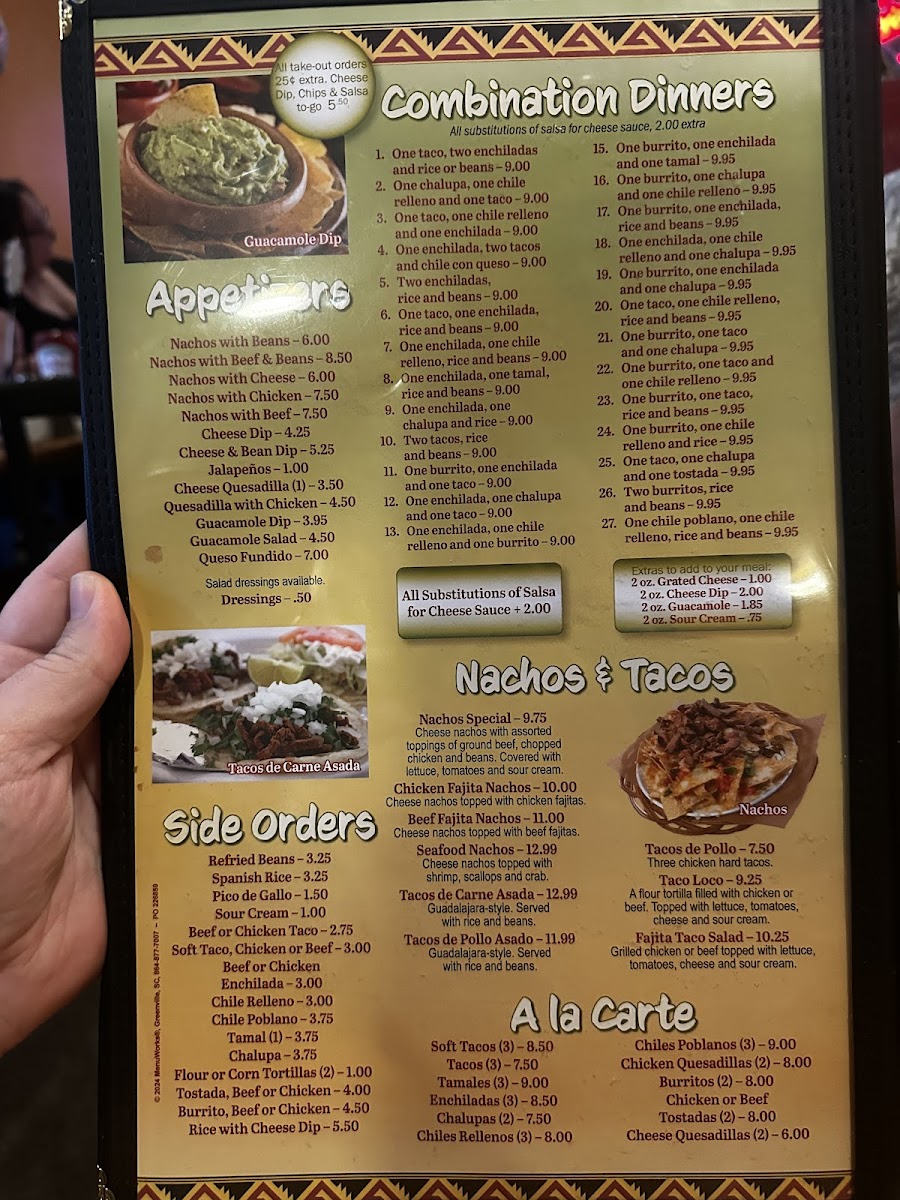 All take-out orders
25¢ extra. Cheese
Dip, Chips & Salsa
to-go 5.50
Guacamole Dip
Appetizers
Nachos with Beans – 6.00
Nachos with Beef & Beans – 8.50
Nachos with Cheese – 6.00
Nachos with Chicken – 7.50
Nachos with Beef – 7.50
Cheese Dip – 4.25
Cheese & Bean Dip – 5.25
Jalapeños – 1.00
Cheese Quesadilla (1) – 3.50
Quesadilla with Chicken – 4.50
Guacamole Dip – 3.95
Guacamole Salad – 4.50
Queso Fundido – 7.00
Salad dressings available.
Dressings – .50
Tacos de Carne Asada
Side Orders
Refried Beans – 3.25
Spanish Rice – 3.25
Pico de Gallo – 1.50
Sour Cream – 1.00
Beef or Chicken Taco – 2.75
Soft Taco, Chicken or Beef – 3.00
Beef or Chicken
Enchilada – 3.00
Chile Relleno – 3.00
Chile Poblano – 3.75
Tamal (1) – 3.75
Chalupa – 3.75
Flour or Corn Tortillas (2) – 1.00
Tostada, Beef or Chicken – 4.00
Burrito, Beef or Chicken – 4.50
Rice with Cheese Dip – 5.50
© 2024 MenuWorks®, Greenville, SC, 864-877-7007 – PO 226859
Combination Dinners
All substitutions of salsa for cheese sauce, 2.00 extra
1. One taco, two enchiladas
and rice or beans – 9.00
2. One chalupa, one chile
relleno and one taco – 9.00
3. One taco, one chile relleno
and one enchilada – 9.00
4. One enchilada, two tacos
and chile con queso – 9.00
5. Two enchiladas,
rice and beans – 9.00
6. One taco, one enchilada,
rice and beans – 9.00
7. One enchilada, one chile
relleno, rice and beans – 9.00
8. One enchilada, one tamal,
rice and beans – 9.00
9. One enchilada, one
chalupa and rice – 9.00
10. Two tacos, rice
and beans – 9.00
11. One burrito, one enchilada
and one taco – 9.00
12. One enchilada, one chalupa
and one taco – 9.00
13. One enchilada, one chile
relleno and one burrito – 9.00
15. One burrito, one enchilada
and one tamal – 9.95
16. One burrito, one chalupa
and one chile relleno – 9.95
17. One burrito, one enchilada,
rice and beans – 9.95
18. One enchilada, one chile
relleno and one chalupa – 9.95
19. One burrito, one enchilada
and one chalupa – 9.95
20. One taco, one chile relleno,
rice and beans – 9.95
21. One burrito, one taco
and one chalupa – 9.95
22. One burrito, one taco and
one chile relleno – 9.95
23. One burrito, one taco,
rice and beans – 9.95
24. One burrito, one chile
relleno and rice – 9.95
25. One taco, one chalupa
and one tostada – 9.95
26. Two burritos, rice
and beans – 9.95
27. One chile poblano, one chile
relleno, rice and beans – 9.95
All Substitutions of Salsa
for Cheese Sauce + 2.00
Extras to add to your meal:
2 oz. Grated Cheese – 1.00
2 oz. Cheese Dip – 2.00
2 oz. Guacamole – 1.85
2 oz. Sour Cream – .75
Nachos & Tacos
Nachos Special – 9.75
Cheese nachos with assorted
toppings of ground beef, chopped
chicken and beans. Covered with
lettuce, tomatoes and sour cream.
Chicken Fajita Nachos – 10.00
Cheese nachos topped with chicken fajitas.
Beef Fajita Nachos – 11.00
Cheese nachos topped with beef fajitas.
Seafood Nachos – 12.99
Cheese nachos topped with
shrimp, scallops and crab.
Tacos de Carne Asada – 12.99
Guadalajara-style. Served
with rice and beans.
Tacos de Pollo Asado – 11.99
Guadalajara-style. Served
with rice and beans.
Nachos
Tacos de Pollo – 7.50
Three chicken hard tacos.
Taco Loco – 9.25
A flour tortilla filled with chicken or
beef. Topped with lettuce, tomatoes,
cheese and sour cream.
Fajita Taco Salad – 10.25
Grilled chicken or beef topped with lettuce,
tomatoes, cheese and sour cream.
A la Carte
Soft Tacos (3) – 8.50
Tacos (3) – 7.50
Tamales (3) – 9.00
Enchiladas (3) – 8.50
Chalupas (2) – 7.50
Chiles Rellenos (3) – 8.00
Chiles Poblanos (3) – 9.00
Chicken Quesadillas (2) – 8.00
Burritos (2) – 8.00
Chicken or Beef
Tostadas (2) – 8.00
Cheese Quesadillas (2) – 6.00